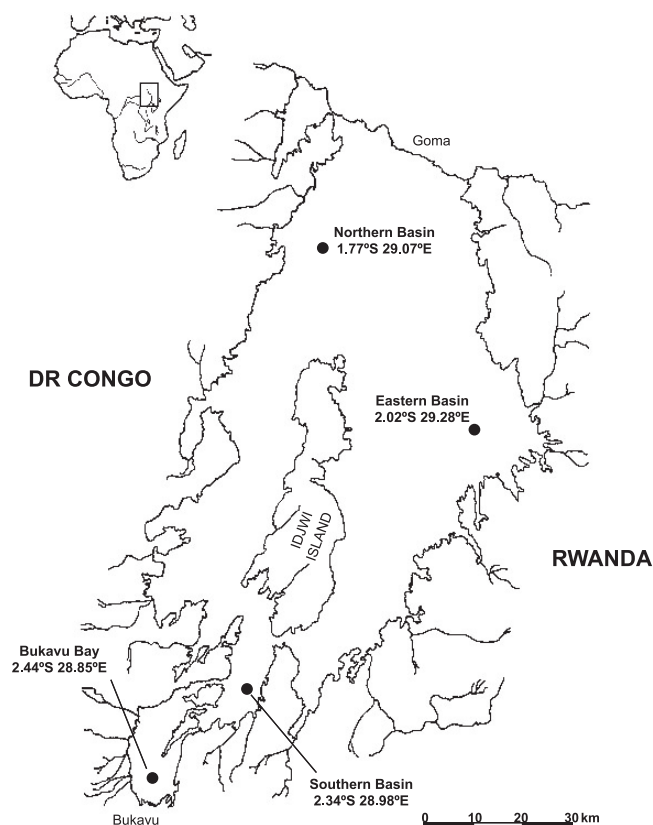 Goma
Northern Basin
1.77ºS 29.07ºE
DR CONGO
Eastern Basin
2.02ºS 29.28ºE
IDJWI
ISLAND
RWANDA
Bukavu Bay
2.44ºS 28.85ºE
Southern Basin
2.34ºS 28.98ºE
Bukavu
0 10 20 30 km